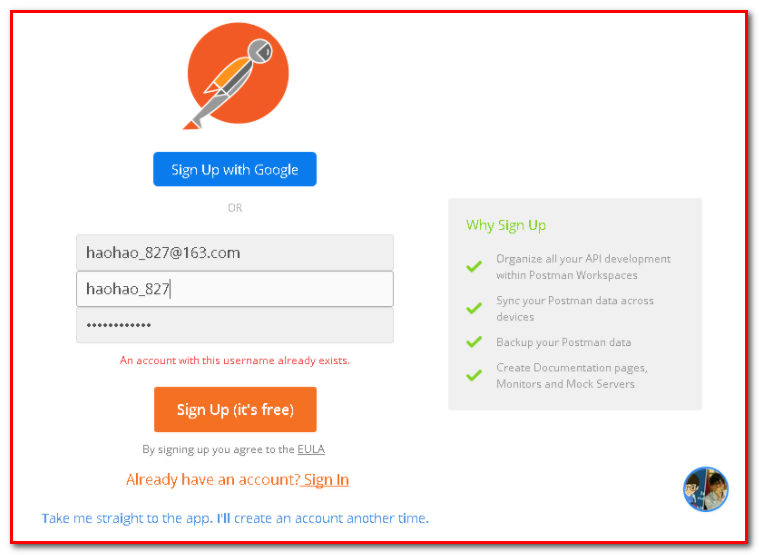 Sign Up with Google
OR
haohao_827@163.com
haohao_827
••••••••••••
An account with this username already exists.
Sign Up (it's free)
By signing up you agree to the EULA
Already have an account? Sign In
Take me straight to the app. I'll create an account another time.
Why Sign Up
Organize all your API development
within Postman Workspaces
Sync your Postman data across
devices
Backup your Postman data
Create Documentation pages,
Monitors and Mock Servers